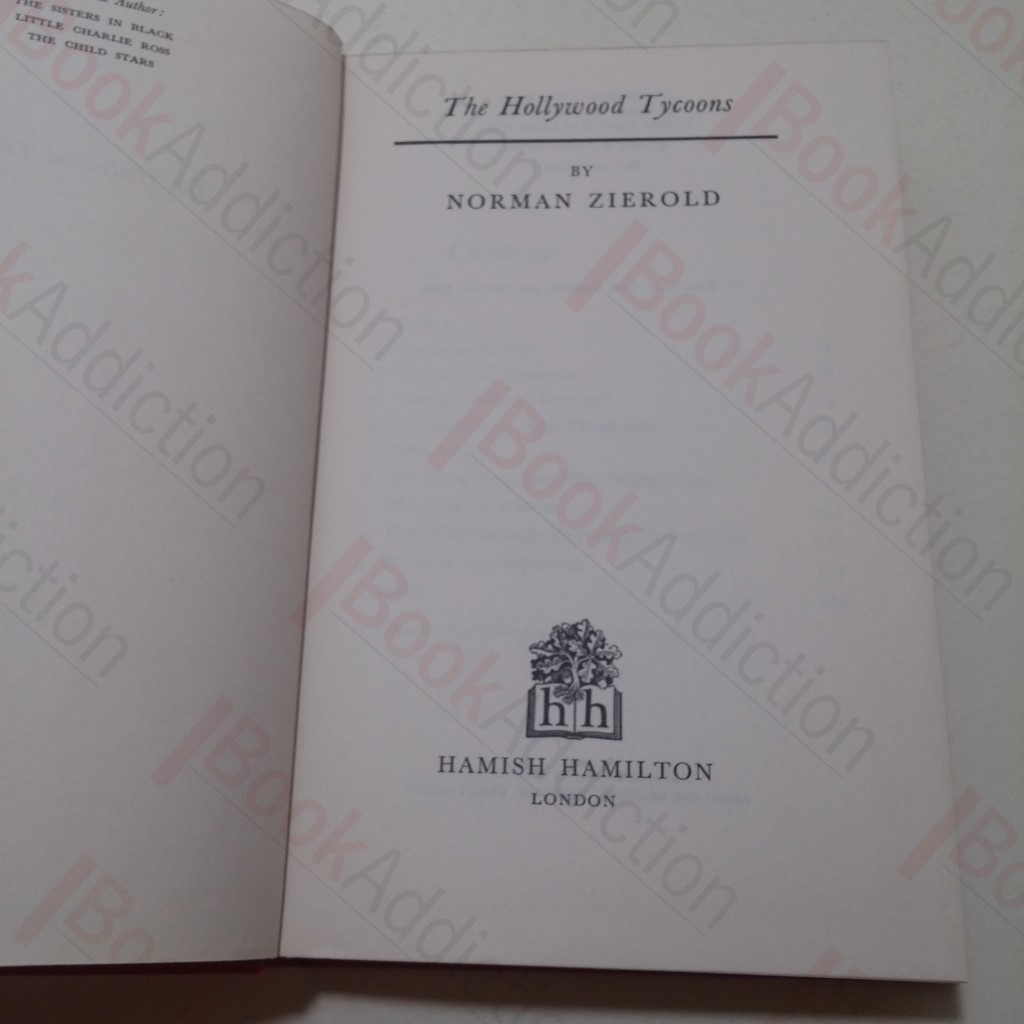 Author:
THE SISTERS IN BLACK
LITTLE CHARLIE ROSS
THE CHILD STARS
The Hollywood Tycoons
BY
NORMAN ZIEROLD
hh
HAMISH HAMILTON
LONDON
BookAddiction